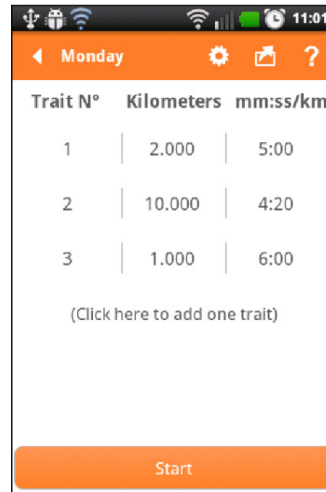 11:01
Monday ?
Trait N° Kilometers mm:ss/km
1 2.000 5:00
2 10.000 4:20
3 1.000 6:00
(Click here to add one trait)
Start